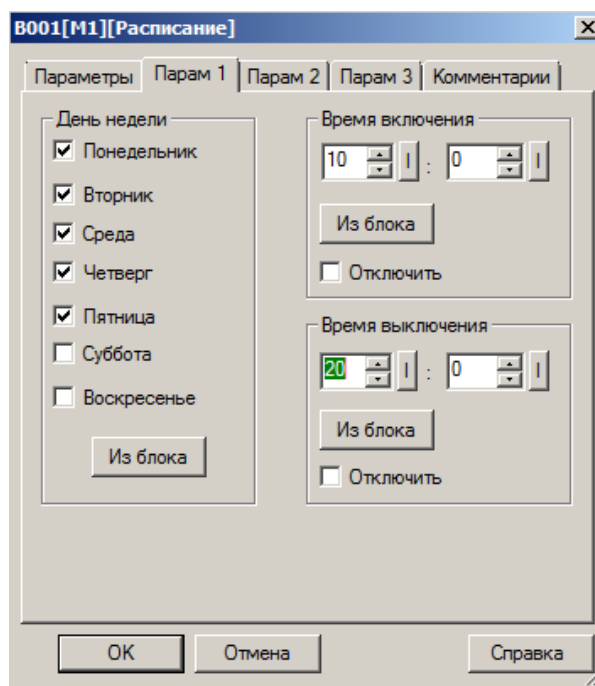 B001[M1][Расписание]
Параметры Парам 1 Парам 2 Парам 3 Комментарии
День недели
Понедельник
Вторник
Среда
Четверг
Пятница
Суббота
Воскресенье
Из блока
Время включения
10 I : 0 I
Из блока
Отключить
Время выключения
20 I : 0 I
Из блока
Отключить
OK Отмена Справка